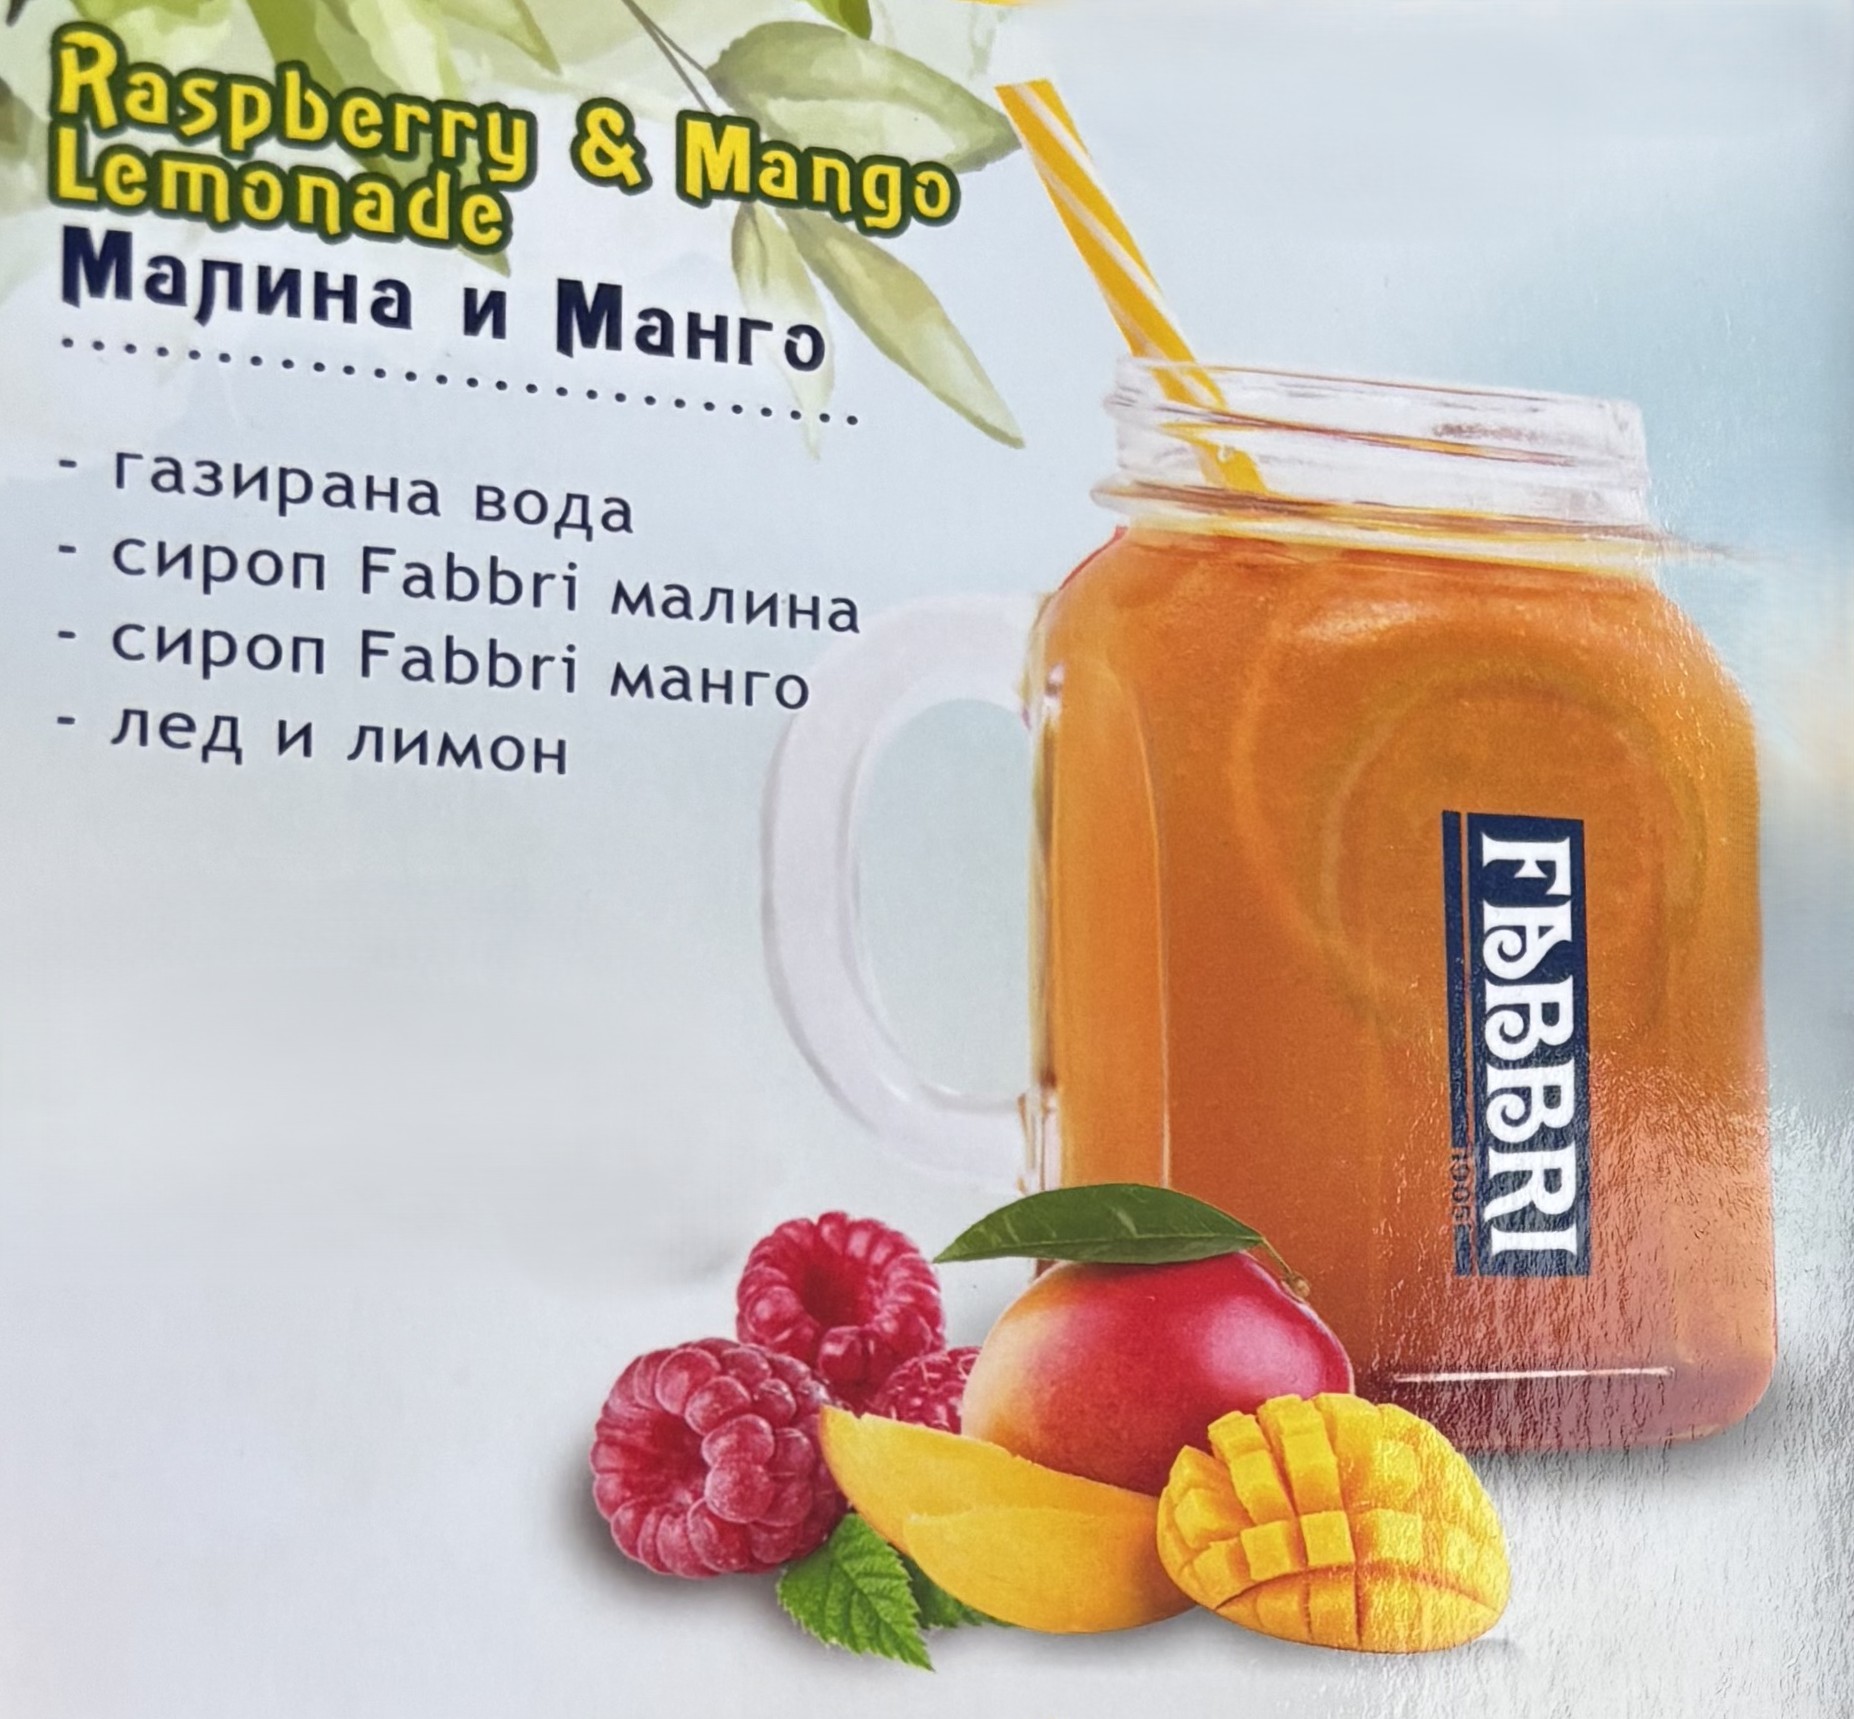 Raspberry & Mango
Lemonade
Малина и Манго
- газирана вода
- сироп Fabbri малина
- сироп Fabbri манго
- лед и лимон
FABBRI
1905